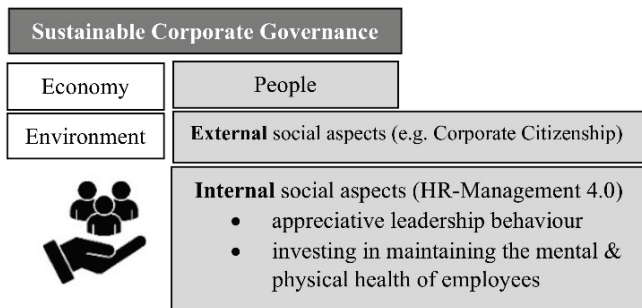 Sustainable Corporate Governance
Economy
People
Environment
External social aspects (e.g. Corporate Citizenship)
Internal social aspects (HR-Management 4.0)
• appreciative leadership behaviour
• investing in maintaining the mental &
physical health of employees